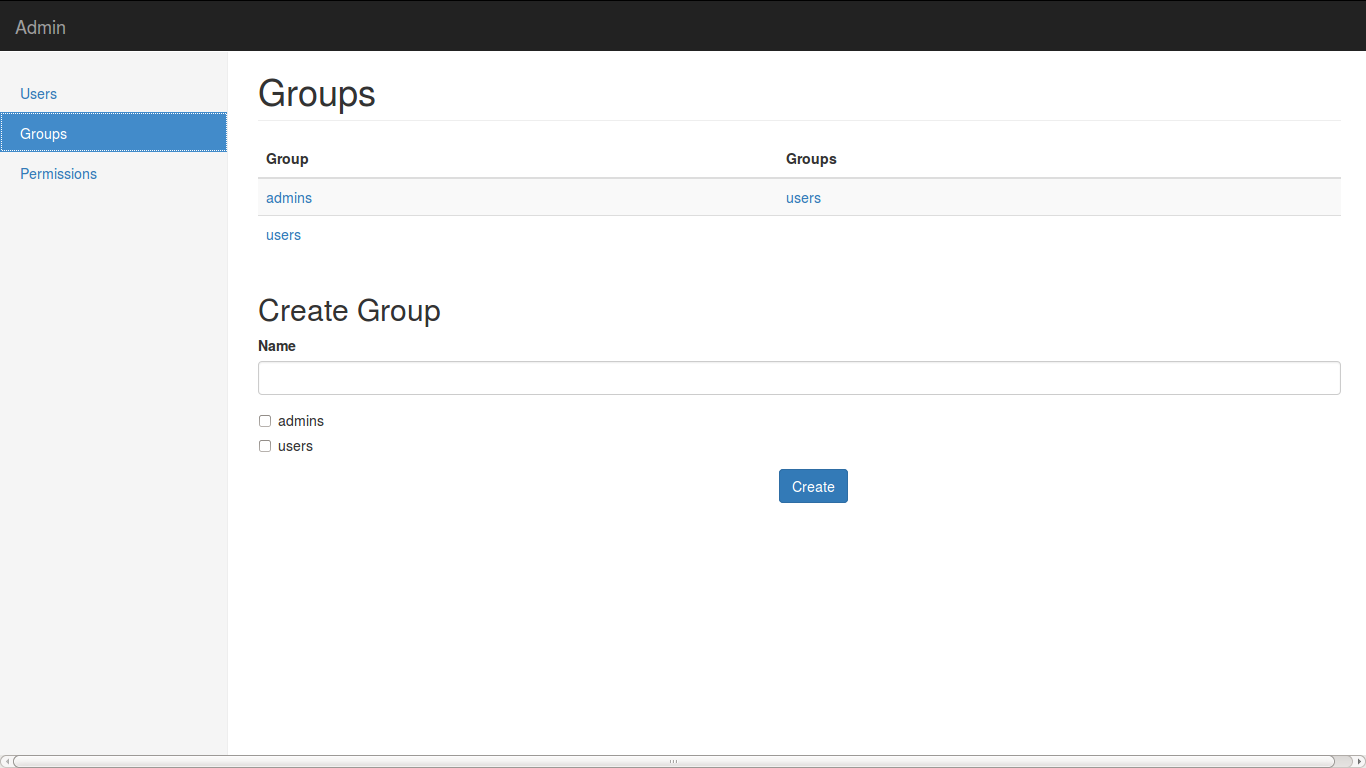 Admin
Users
Groups
Permissions
Groups
Group Groups
admins users
users
Create Group
Name
admins
users
Create